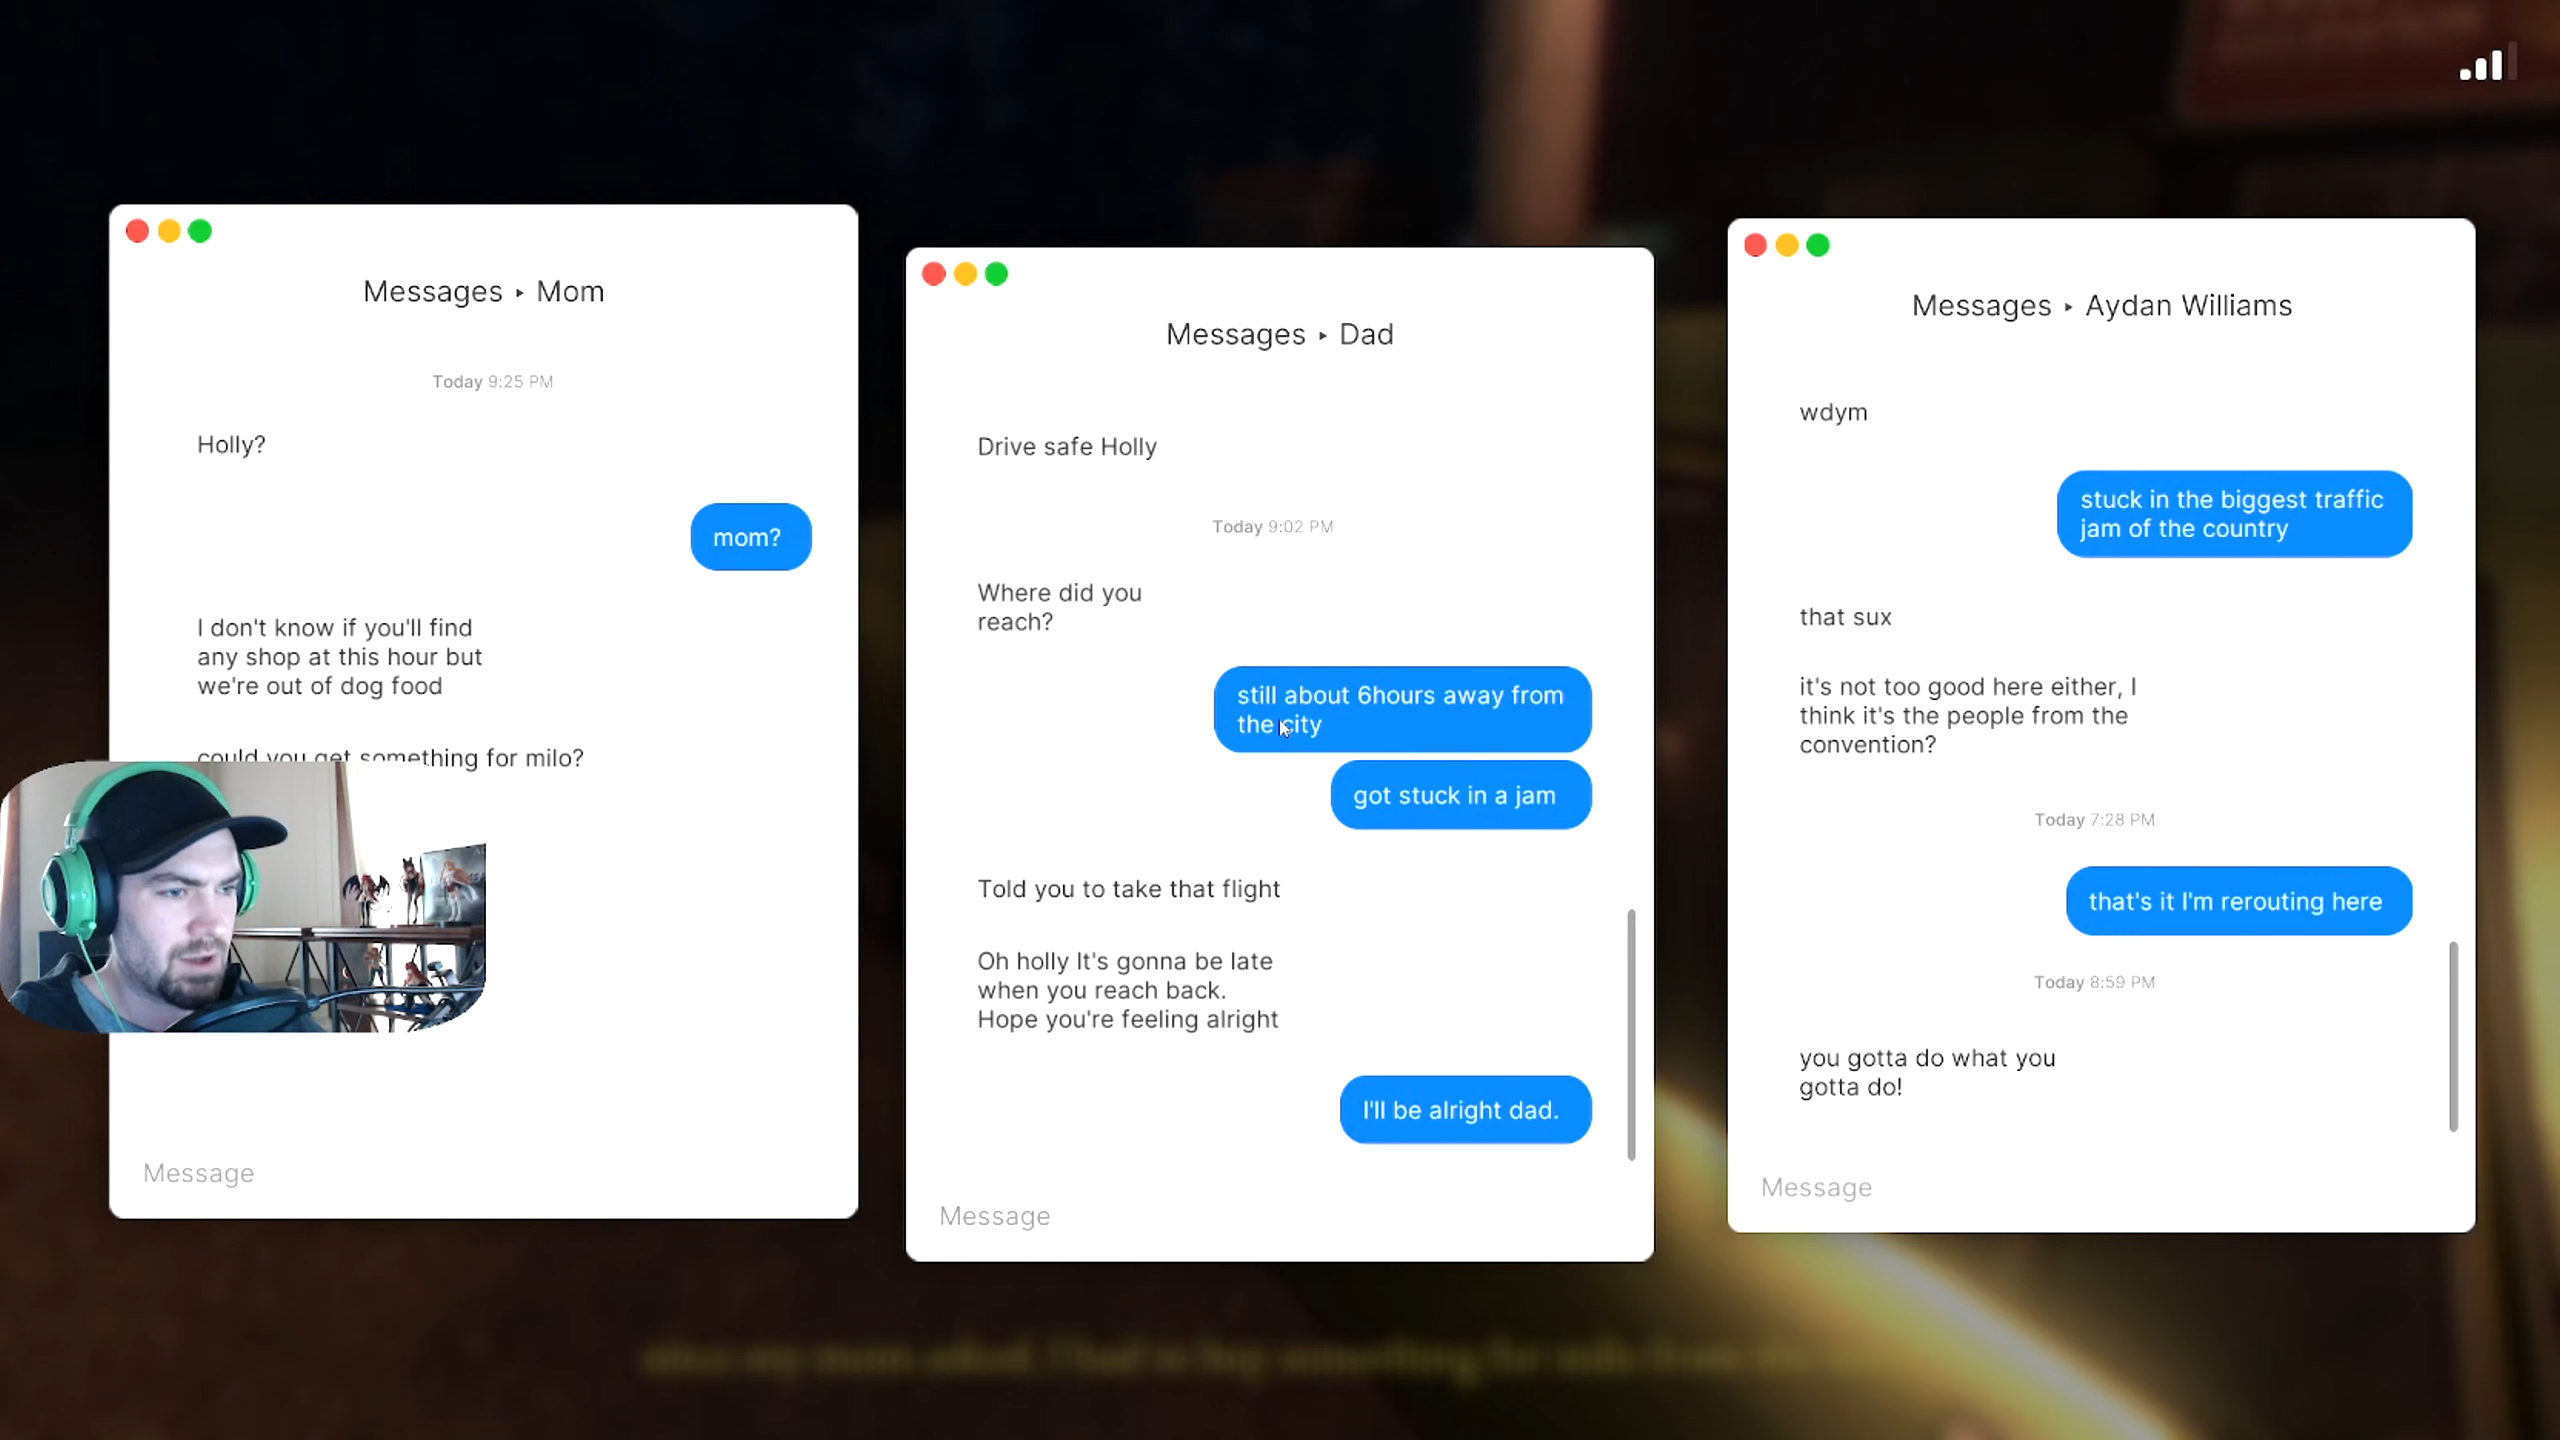 Messages ▸ Mom
Today 9:25 PM
Holly?
mom?
I don't know if you'll find
any shop at this hour but
we're out of dog food
could you get something for milo?
Message
Messages ▸ Dad
Drive safe Holly
Today 9:02 PM
Where did you
reach?
still about 6hours away from
the city
got stuck in a jam
Told you to take that flight
Oh holly It's gonna be late
when you reach back.
Hope you're feeling alright
I'll be alright dad.
Message
Messages ▸ Aydan Williams
wdym
stuck in the biggest traffic
jam of the country
that sux
it's not too good here either, I
think it's the people from the
convention?
Today 7:28 PM
that's it I'm rerouting here
Today 8:59 PM
you gotta do what you
gotta do!
Message